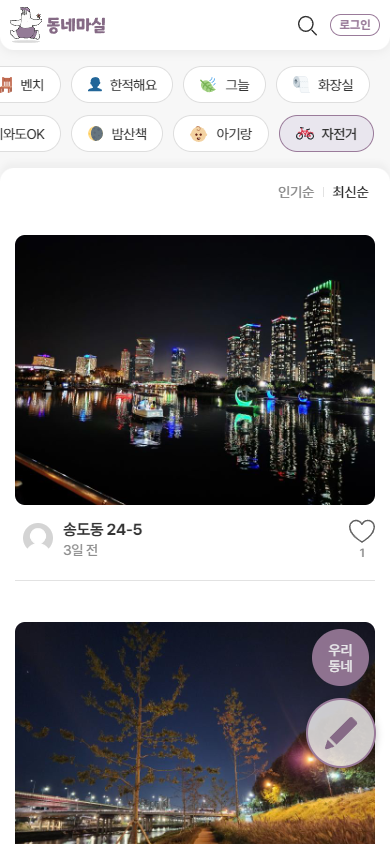 동네마실
로그인
벤치
한적해요
그늘
화장실
와도OK
밤산책
아기랑
자전거
인기순
최신순
송도동 24-5
3일 전
1
우리
동네